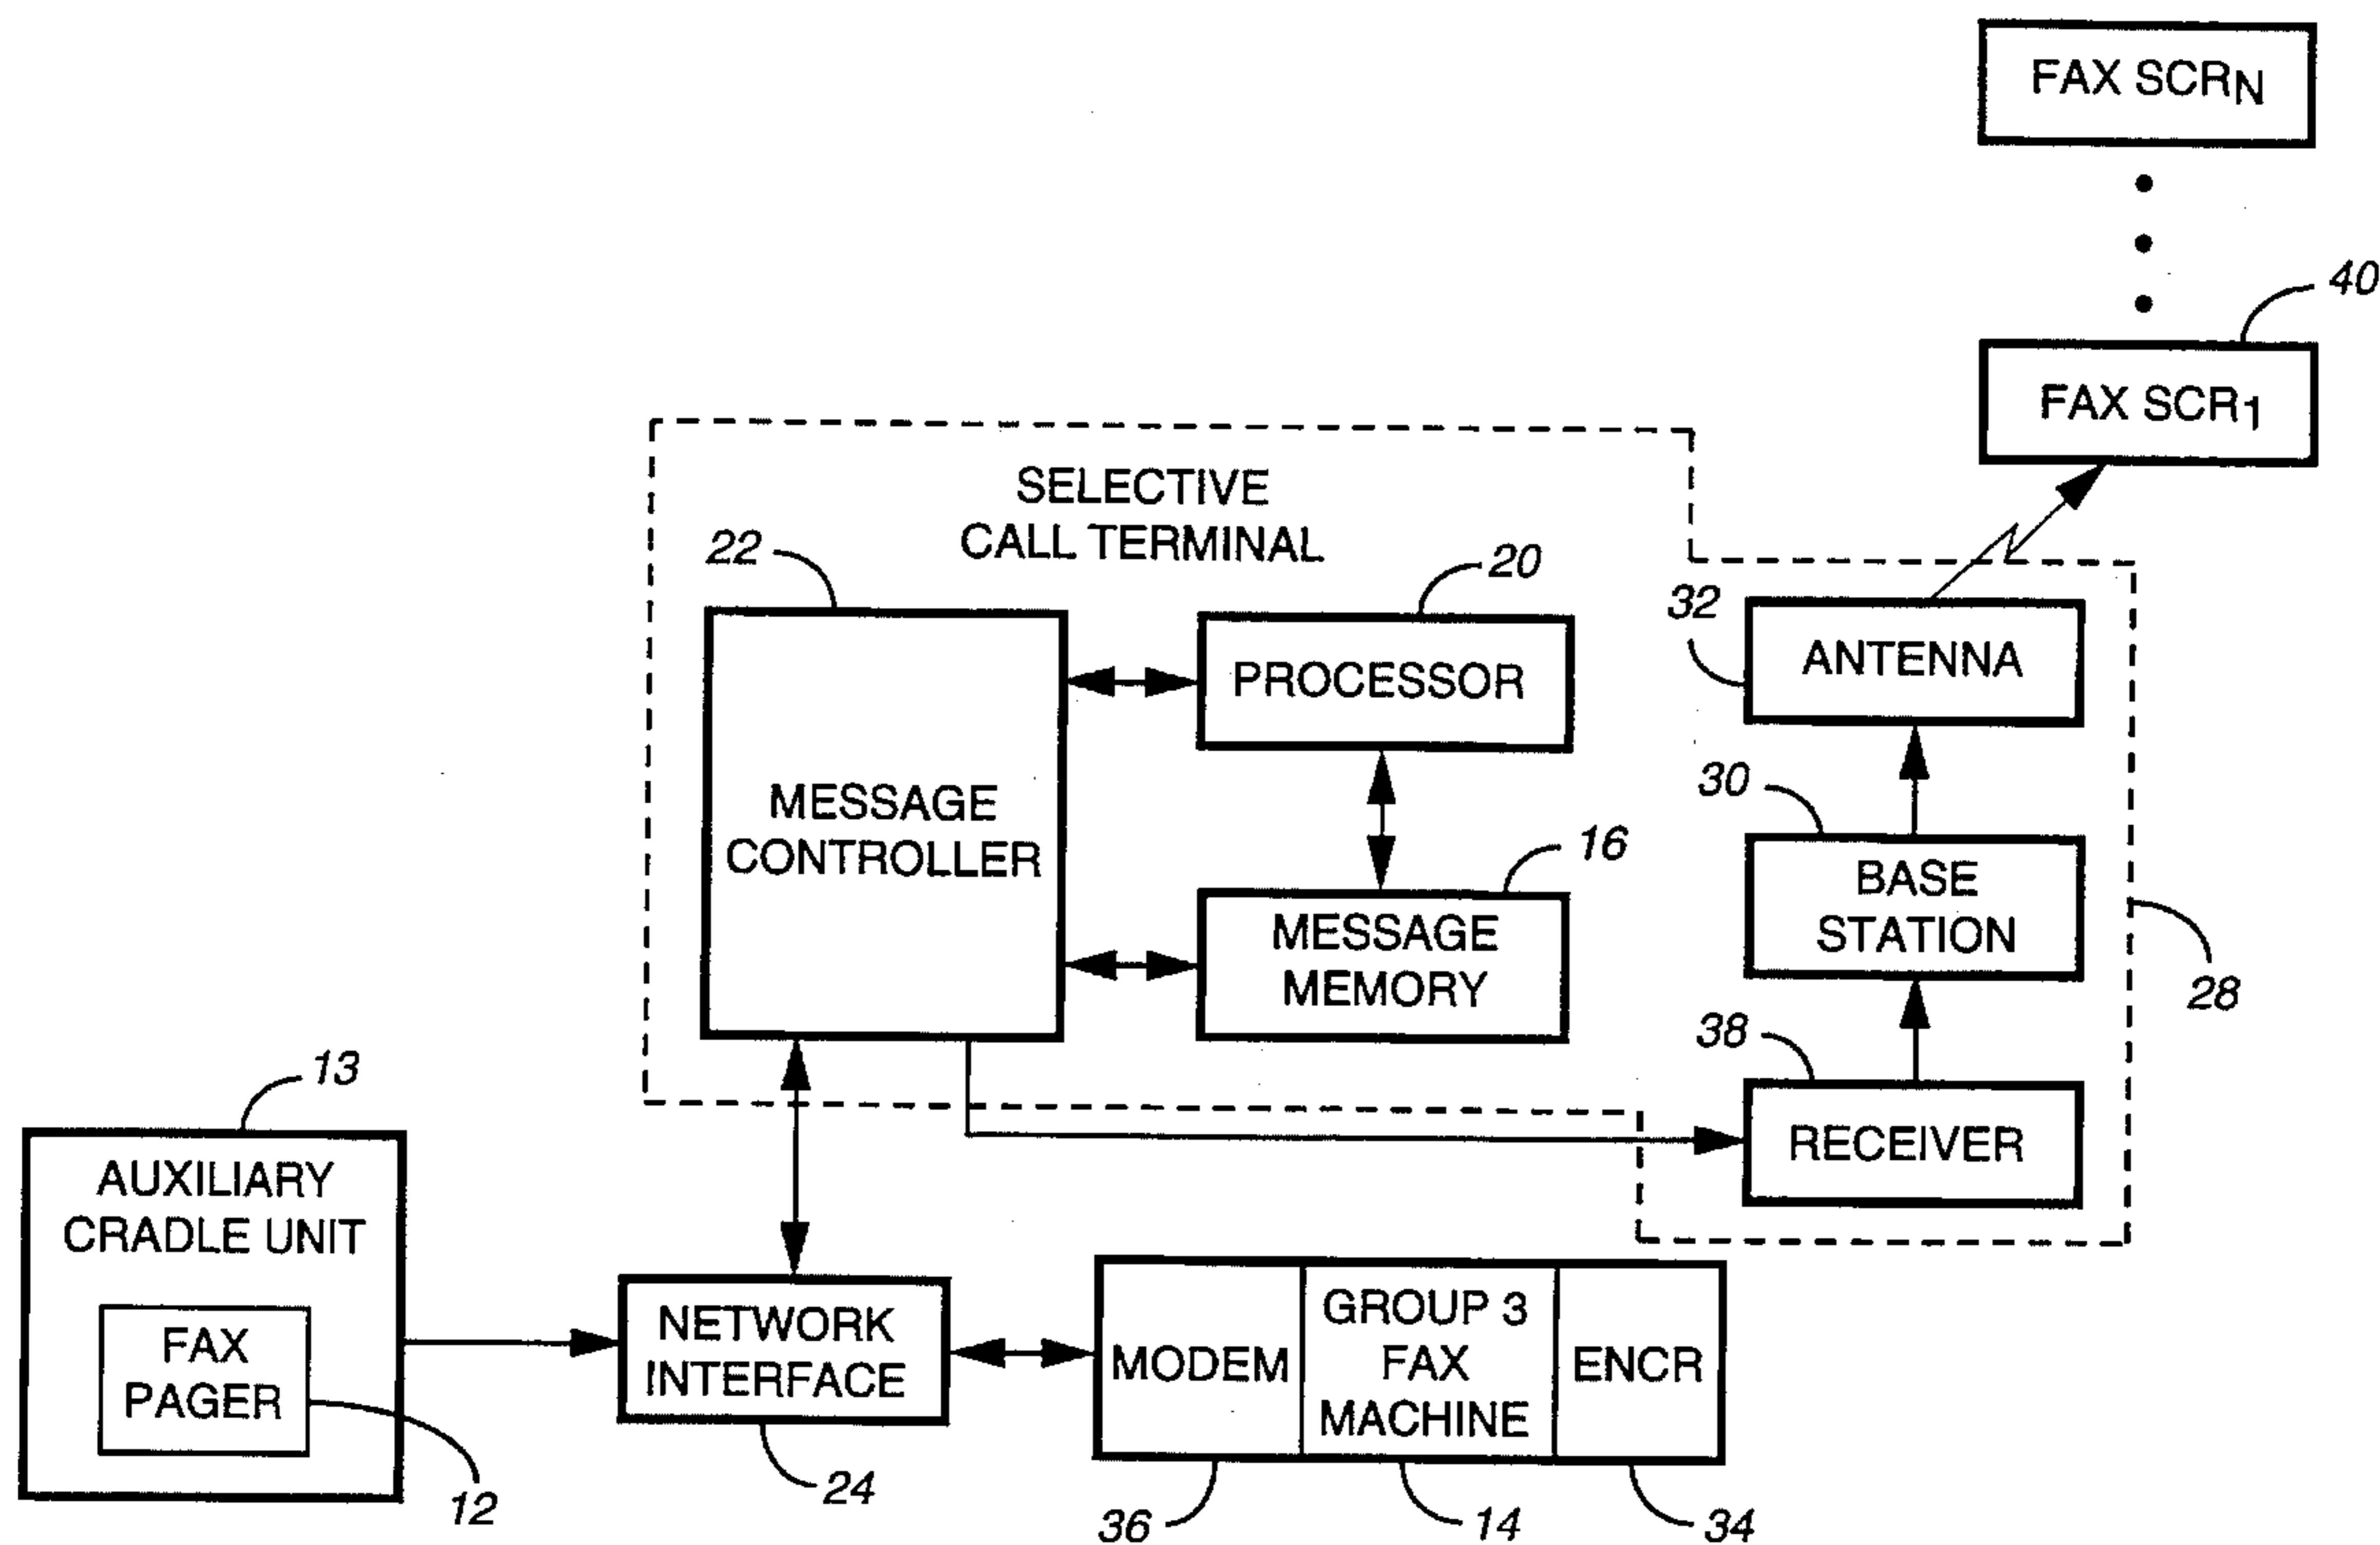 FAX SCRN
40
FAX SCR1
SELECTIVE
CALL TERMINAL
22
20
32
PROCESSOR
ANTENNA
MESSAGE
CONTROLLER
30
16
MESSAGE
MEMORY
BASE
STATION
28
38
RECEIVER
13
AUXILIARY
CRADLE UNIT
FAX
PAGER
12
NETWORK
INTERFACE
24
MODEM
GROUP 3
FAX
MACHINE
ENCR
36
14
34